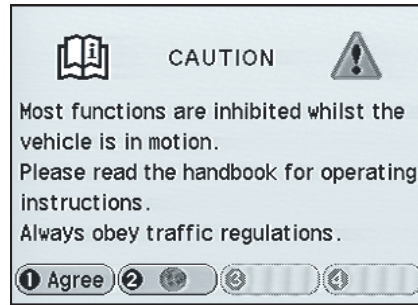 CAUTION
Most functions are inhibited whilst the
vehicle is in motion.
Please read the handbook for operating
instructions.
Always obey traffic regulations.
1 Agree 2 3 4